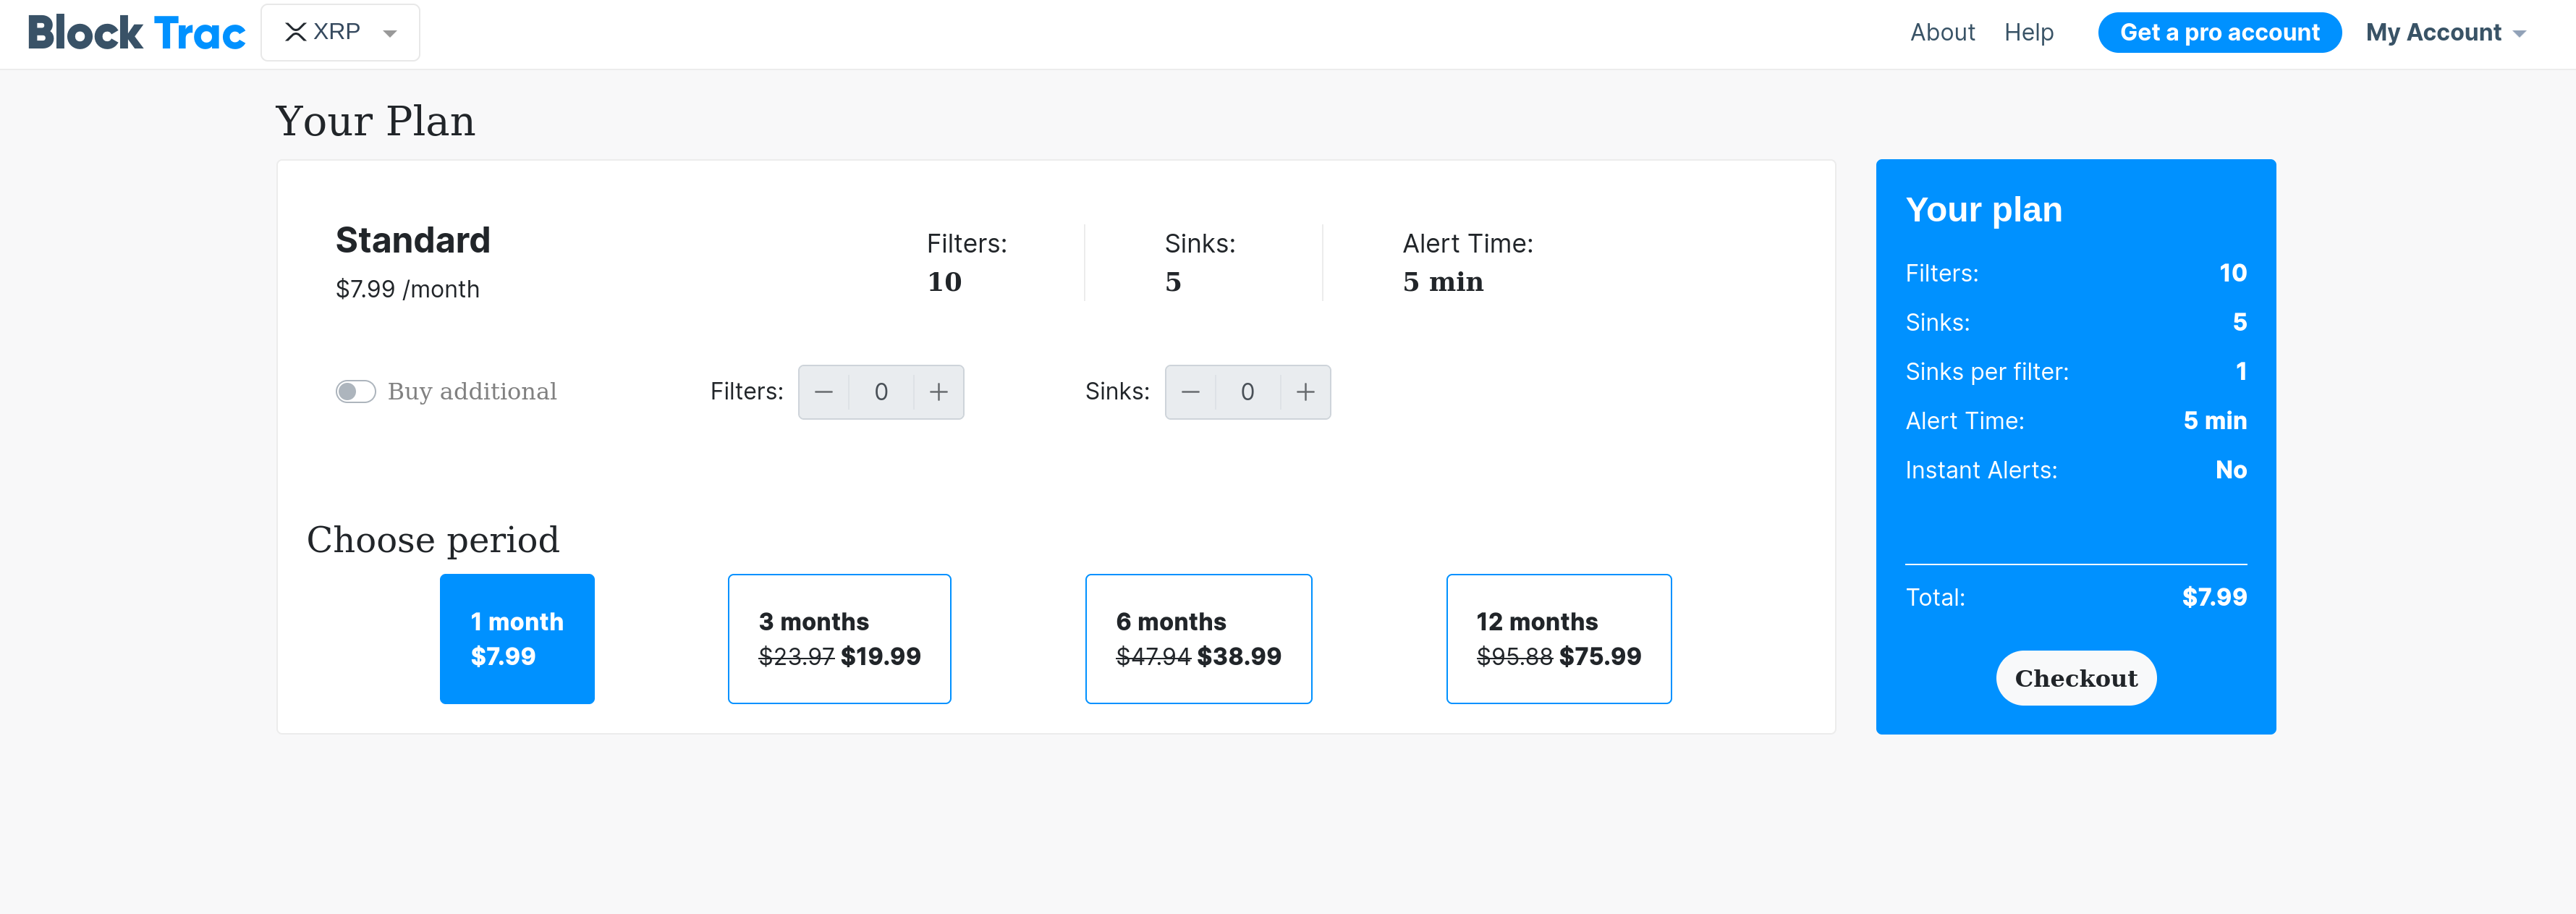 Block Trac XRP About Help Get a pro account My Account
Your Plan
Standard
$7.99 /month
Filters:
10
Sinks:
5
Alert Time:
5 min
Buy additional
Filters: 0
Sinks: 0
Choose period
1 month
$7.99
3 months
$23.97 $19.99
6 months
$47.94 $38.99
12 months
$95.88 $75.99
Your plan
Filters: 10
Sinks: 5
Sinks per filter: 1
Alert Time: 5 min
Instant Alerts: No
Total: $7.99
Checkout